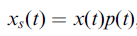 xₛ(t) = x(t)p(t),